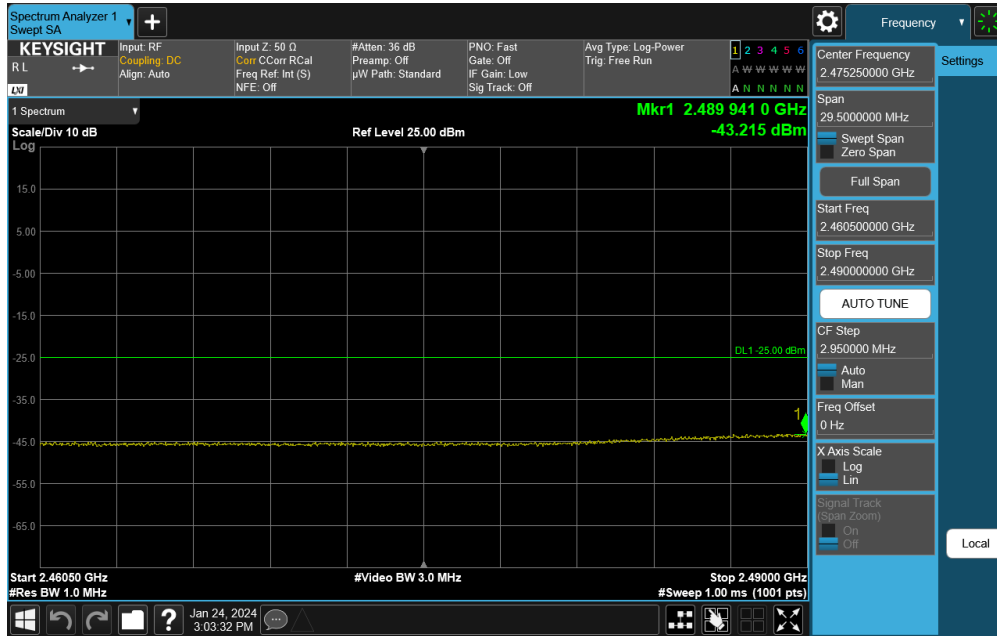 Spectrum Analyzer 1
Swept SA
+
Frequency
KEYSIGHT
R L
LXI
Input: RF
Coupling: DC
Align: Auto
Input Z: 50 Ω
Corr CCorr RCal
Freq Ref: Int (S)
NFE: Off
#Atten: 36 dB
Preamp: Off
µW Path: Standard
PNO: Fast
Gate: Off
IF Gain: Low
Sig Track: Off
Avg Type: Log-Power
Trig: Free Run
1 2 3 4 5 6
A W W W W W
A N N N N N
1 Spectrum
Scale/Div 10 dB
Log
Ref Level 25.00 dBm
Mkr1 2.489 941 0 GHz
-43.215 dBm
15.0
5.00
-5.00
-15.0
-25.0
DL1 -25.00 dBm
-35.0
1
-45.0
-55.0
-65.0
Start 2.46050 GHz
#Res BW 1.0 MHz
#Video BW 3.0 MHz
Stop 2.49000 GHz
#Sweep 1.00 ms (1001 pts)
Center Frequency
2.475250000 GHz
Settings
Span
29.5000000 MHz
Swept Span
Zero Span
Full Span
Start Freq
2.460500000 GHz
Stop Freq
2.490000000 GHz
AUTO TUNE
CF Step
2.950000 MHz
Auto
Man
Freq Offset
0 Hz
X Axis Scale
Log
Lin
Signal Track
(Span Zoom)
On
Off
Local
?
Jan 24, 2024
3:03:32 PM